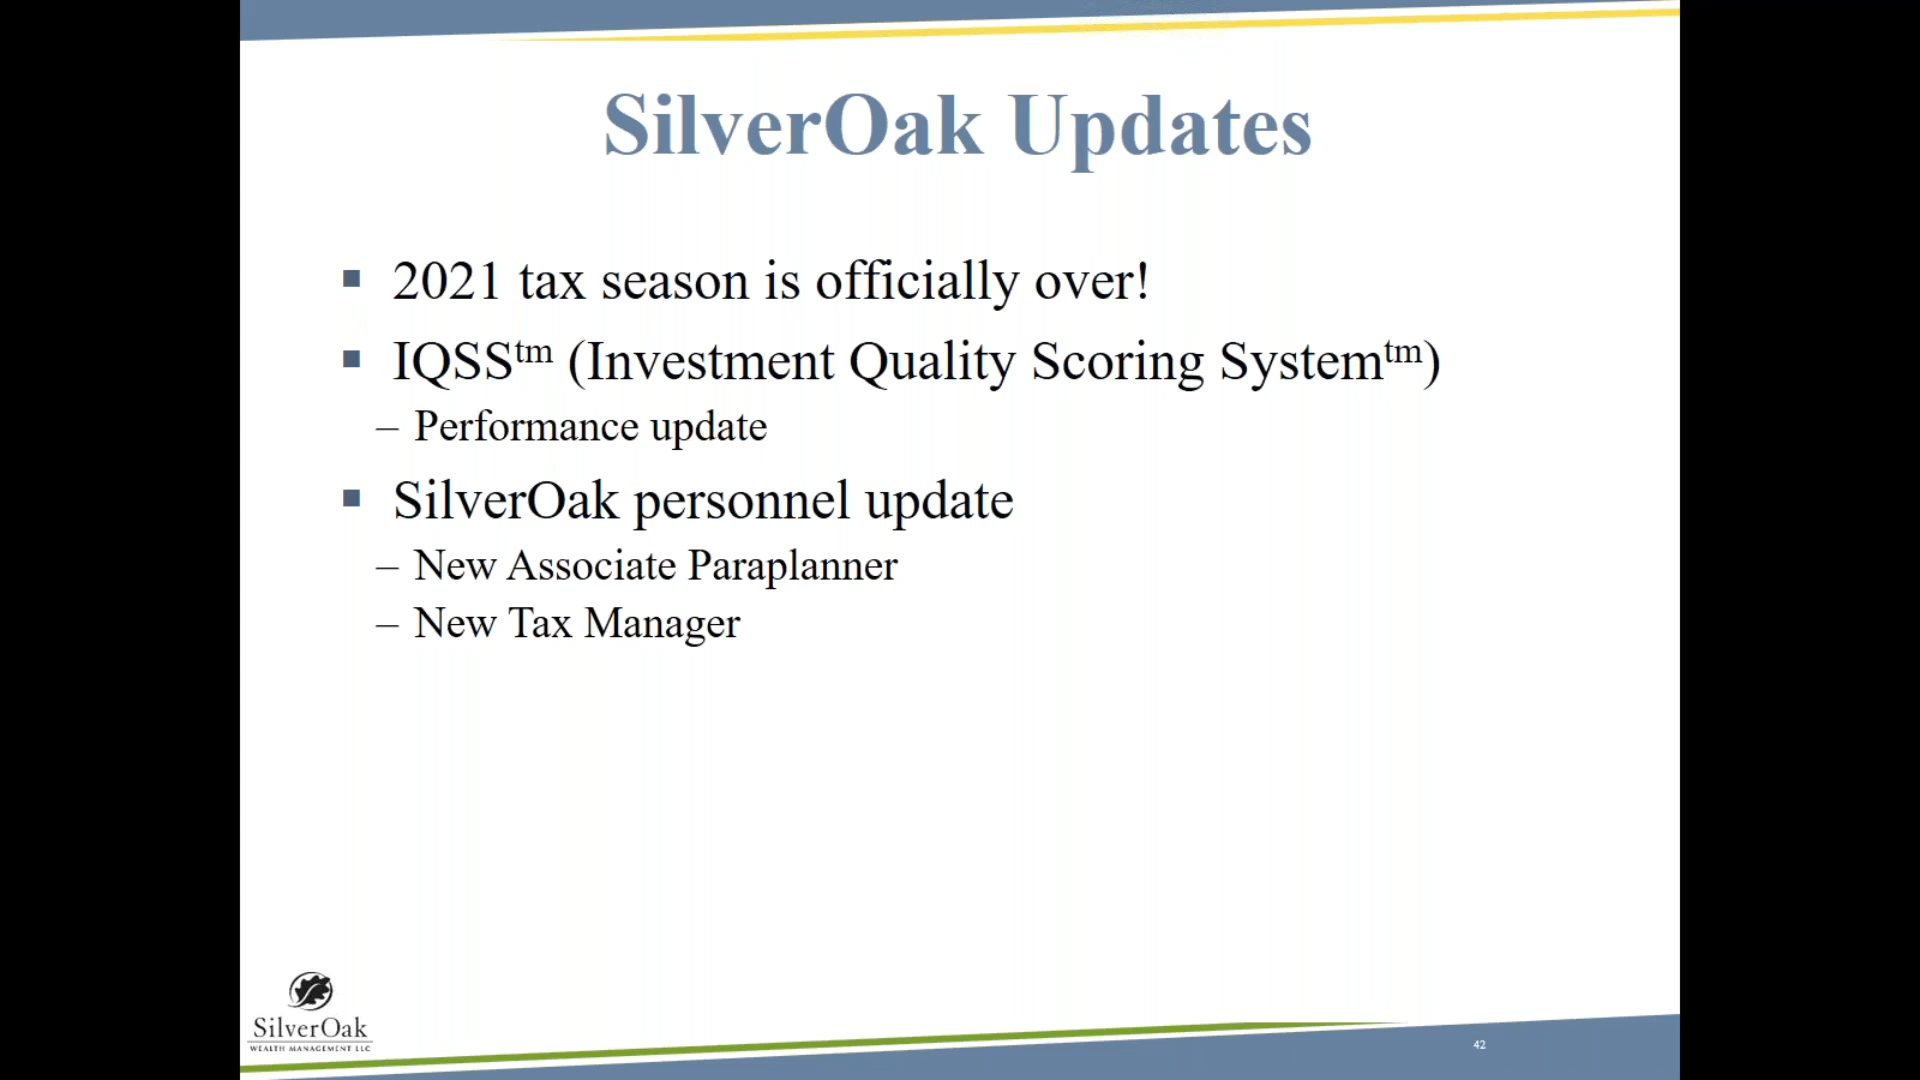 SilverOak Updates
▪ 2021 tax season is officially over!
▪ IQSStm (Investment Quality Scoring Systemtm)
– Performance update
▪ SilverOak personnel update
– New Associate Paraplanner
– New Tax Manager
SilverOak
WEALTH MANAGEMENT LLC
42